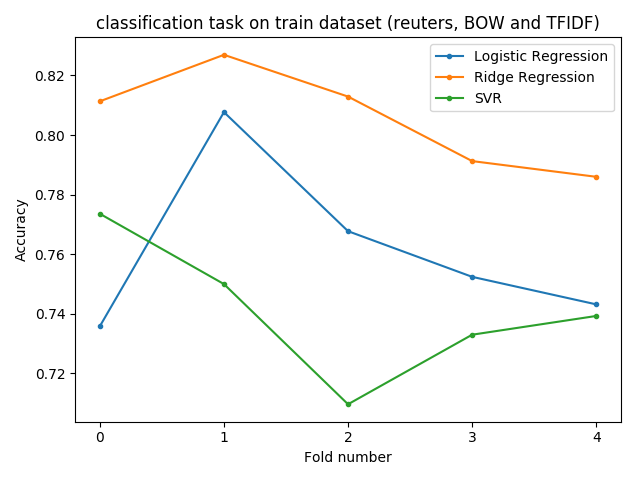 classification task on train dataset (reuters, BOW and TFIDF)
Logistic Regression
Ridge Regression
SVR
Accuracy
0.82
0.80
0.78
0.76
0.74
0.72
0 1 2 3 4
Fold number